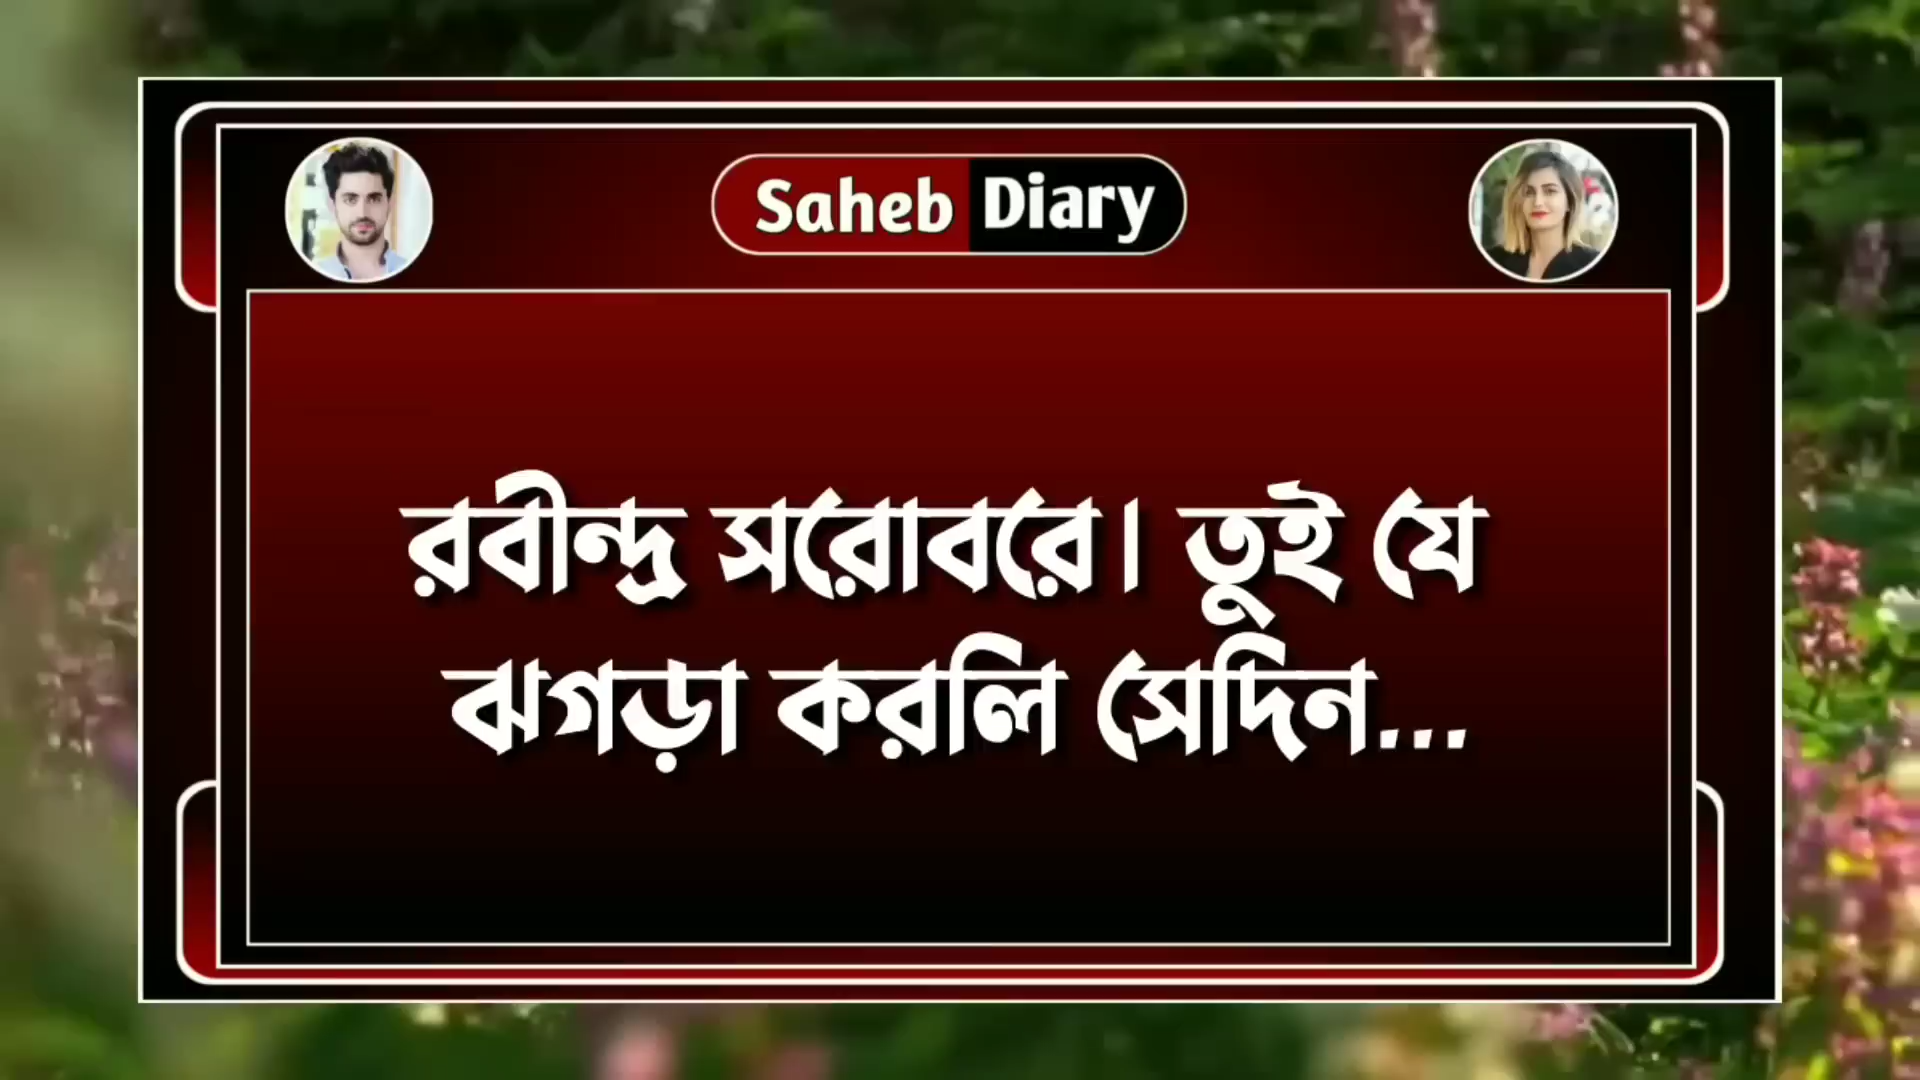 Saheb Diary
রবীন্দ্র সরোবরে। তুই যে
ঝগড়া করলি সেদিন...